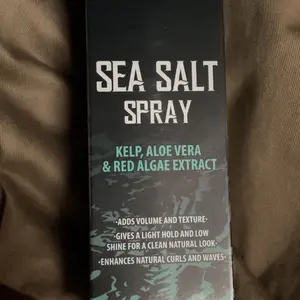 SEA SALT
SPRAY
KELP, ALOE VERA
& RED ALGAE EXTRACT
-ADDS VOLUME AND TEXTURE-
-GIVES A LIGHT HOLD AND LOW
SHINE FOR A CLEAN NATURAL LOOK-
-ENHANCES NATURAL CURLS AND WAVES-